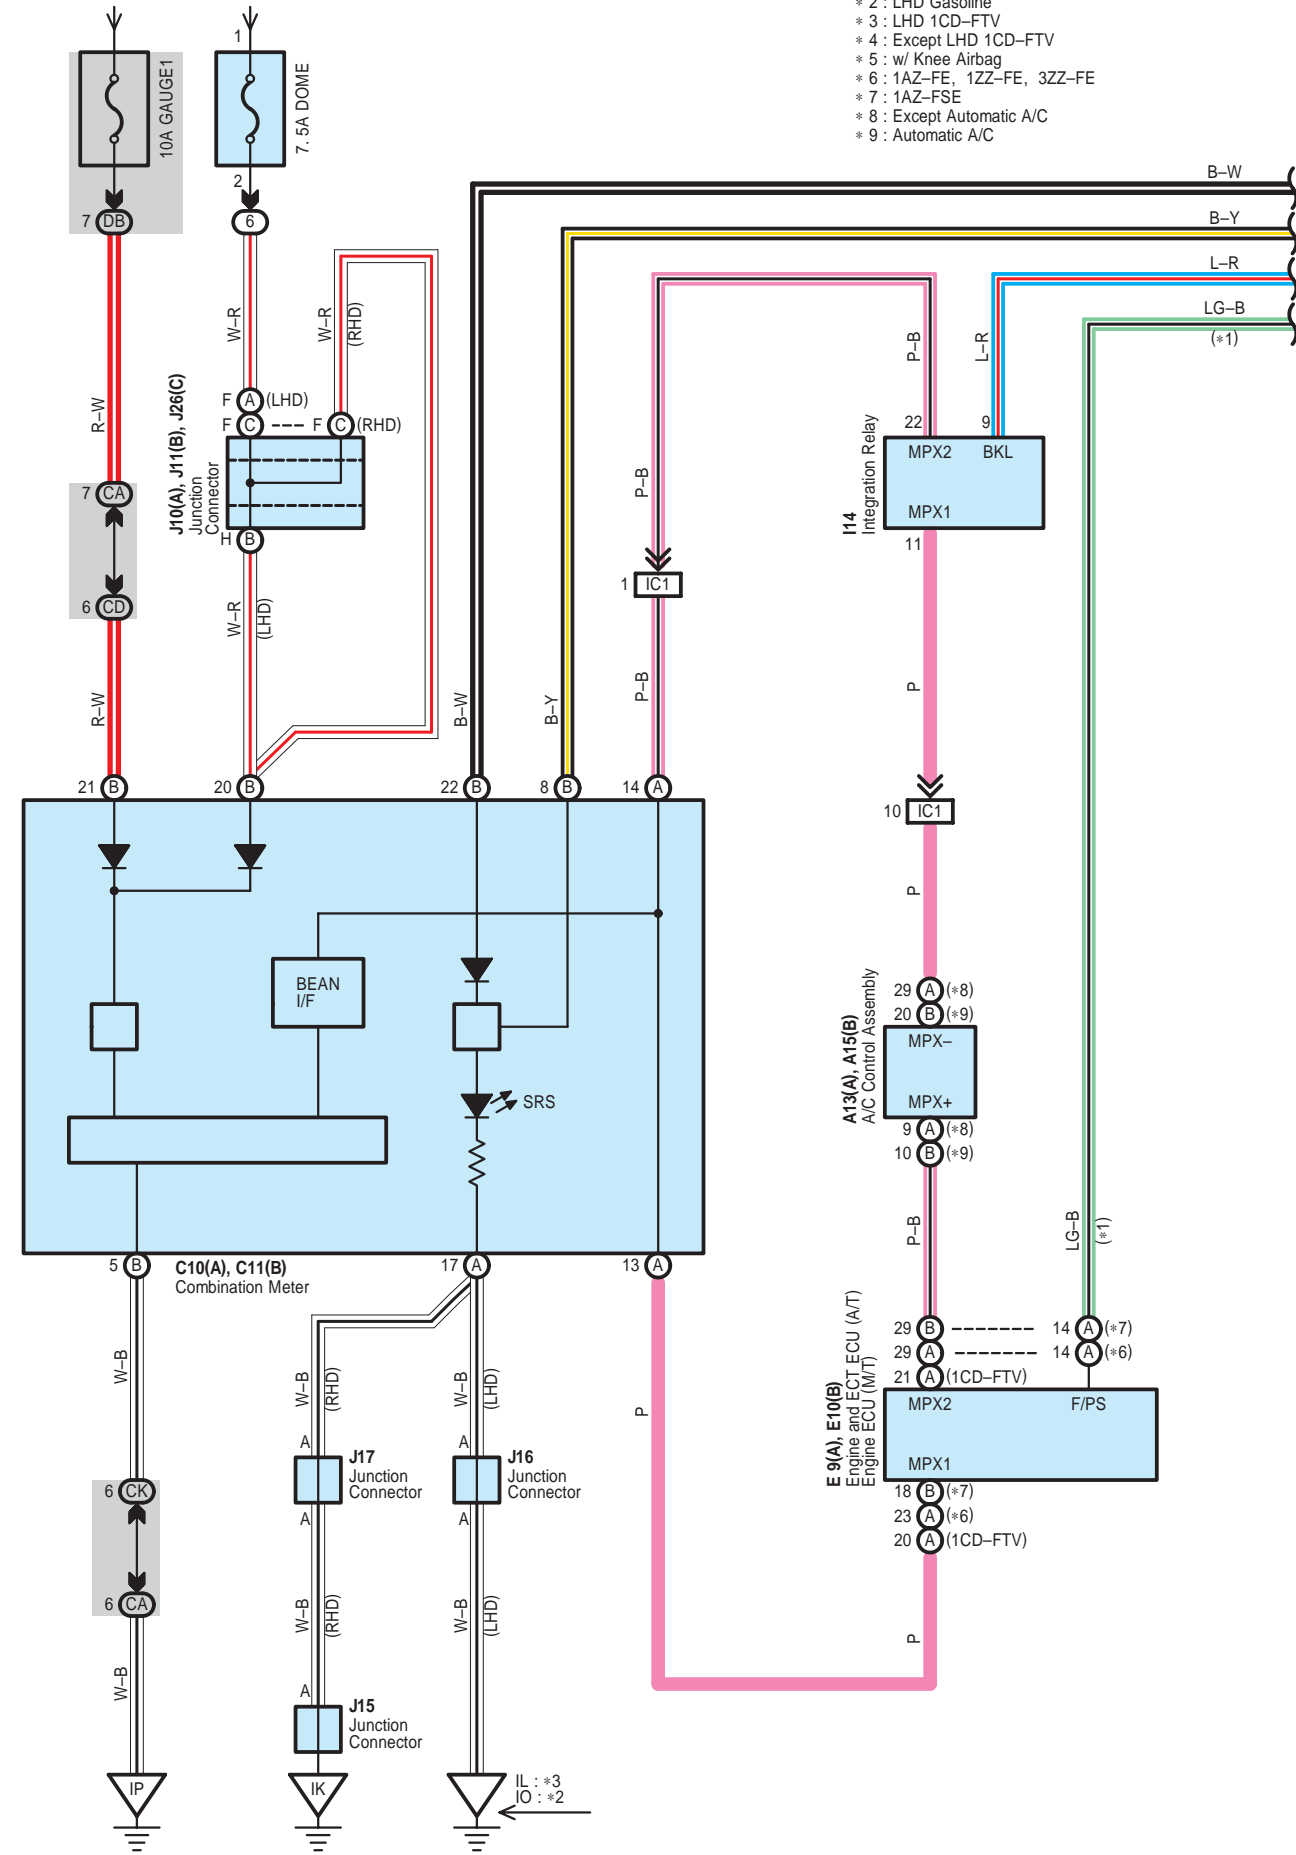 ∗ 2 : LHD Gasoline
∗ 3 : LHD 1CD–FTV
∗ 4 : Except LHD 1CD–FTV
∗ 5 : w/ Knee Airbag
∗ 6 : 1AZ–FE, 1ZZ–FE, 3ZZ–FE
∗ 7 : 1AZ–FSE
∗ 8 : Except Automatic A/C
∗ 9 : Automatic A/C
10A GAUGE1
1
7. 5A DOME
2
7 DB
6
B–W
B–Y
L–R
LG–B
(∗1)
R–W
W–R
W–R
(RHD)
P–B
L–R
F A (LHD)
F C F C (RHD)
J10(A), J11(B), J26(C)
Junction
Connector
H B
7 CA
6 CD
P–B
22
9
MPX2
BKL
MPX1
11
I14
Integration Relay
1 IC1
W–R
(LHD)
R–W
B–W
B–Y
P–B
P
21 B
20 B
22 B
8 B
14 A
10 IC1
P
BEAN
I/F
SRS
29 A (∗8)
20 B (∗9)
MPX–
MPX+
A13(A), A15(B)
A/C Control Assembly
9 A (∗8)
10 B (∗9)
P–B
LG–B
(∗1)
5 B
C10(A), C11(B)
Combination Meter
17 A
13 A
29 B 14 A (∗7)
29 A 14 A (∗6)
21 A (1CD–FTV)
MPX2
F/PS
MPX1
E 9(A), E10(B)
Engine and ECT ECU (A/T)
Engine ECU (M/T)
18 B (∗7)
23 A (∗6)
20 A (1CD–FTV)
W–B
W–B
(RHD)
W–B
(LHD)
P
A
J17
Junction
Connector
A
A
J16
Junction
Connector
A
6 CK
6 CA
W–B
(RHD)
W–B
(LHD)
P
W–B
A
J15
Junction
Connector
IP
IK
IL : ∗3
IO : ∗2